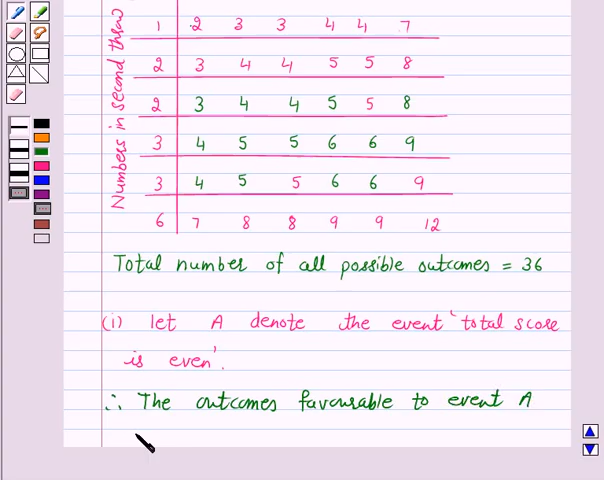 Numbers in second throw
1 2 3 3 4 4 7
2 3 4 4 5 5 8
2 3 4 4 5 5 8
3 4 5 5 6 6 9
3 4 5 5 6 6 9
6 7 8 8 9 9 12
Total number of all possible outcomes = 36
(i) let A denote the event 'total score
is even'.
∴ The outcomes favourable to event A